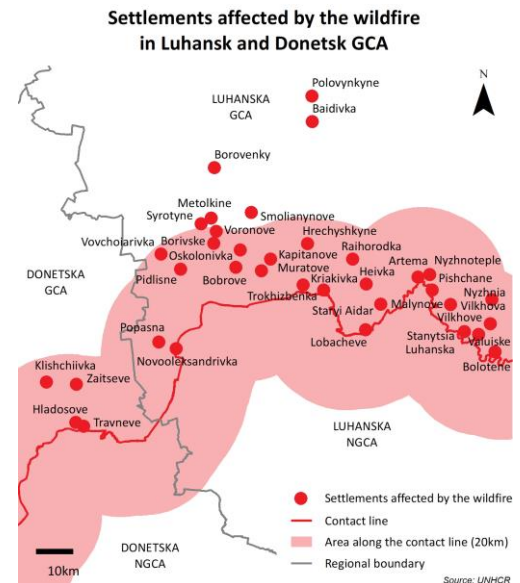 Settlements affected by the wildfire
in Luhansk and Donetsk GCA
N
Polovynkyne
LUHANSKA
GCA
Baidivka
Borovenky
Metolkine
Syrotyne
Smolianynove
Voronove
Hrechyshkyne
Vovchoiarivka
Borivske
Oskolonivka
Kapitanove
Raihorodka
Artema
Nyzhnoteple
DONETSKA
GCA
Pidlisne
Bobrove
Muratove
Kriakivka
Heivka
Pishchane
Trokhizbenka
Nyzhnia
Vilkhova
Malynove
Starvi Aidar
Vilkhove
Popasna
Lobacheve
Stanytsia
Luhanska
Valuiske
Novooleksandrivka
Bolotene
Klishchiivka
Zaitseve
Hladosove
Travneve
LUHANSKA
NGCA
Settlements affected by the wildfire
Contact line
Area along the contact line (20km)
Regional boundary
10km
DONETSKA
NGCA
Source: UNHCR